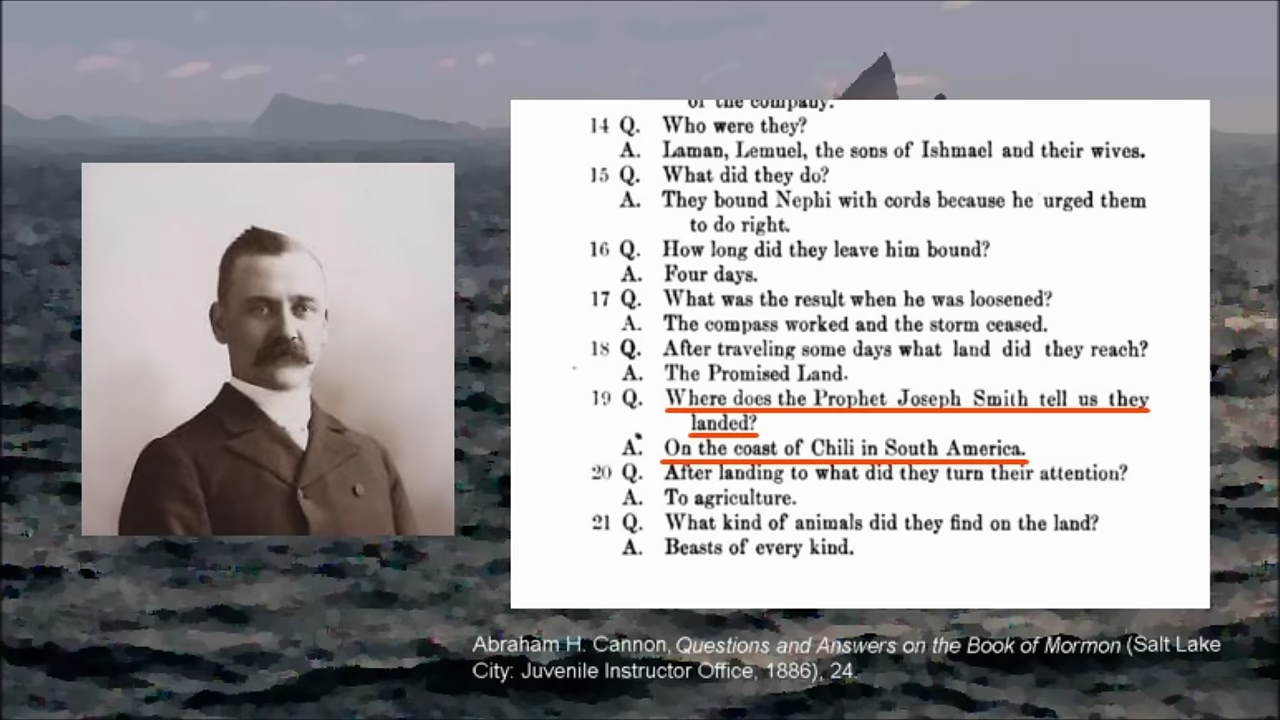 of the company.
14 Q. Who were they?
A. Laman, Lemuel, the sons of Ishmael and their wives.
15 Q. What did they do?
A. They bound Nephi with cords because he urged them
to do right.
16 Q. How long did they leave him bound?
A. Four days.
17 Q. What was the result when he was loosened?
A. The compass worked and the storm ceased.
18 Q. After traveling some days what land did they reach?
A. The Promised Land.
19 Q. Where does the Prophet Joseph Smith tell us they
landed?
A. On the coast of Chili in South America.
20 Q. After landing to what did they turn their attention?
A. To agriculture.
21 Q. What kind of animals did they find on the land?
A. Beasts of every kind.
Abraham H. Cannon, Questions and Answers on the Book of Mormon (Salt Lake
City: Juvenile Instructor Office, 1886), 24.